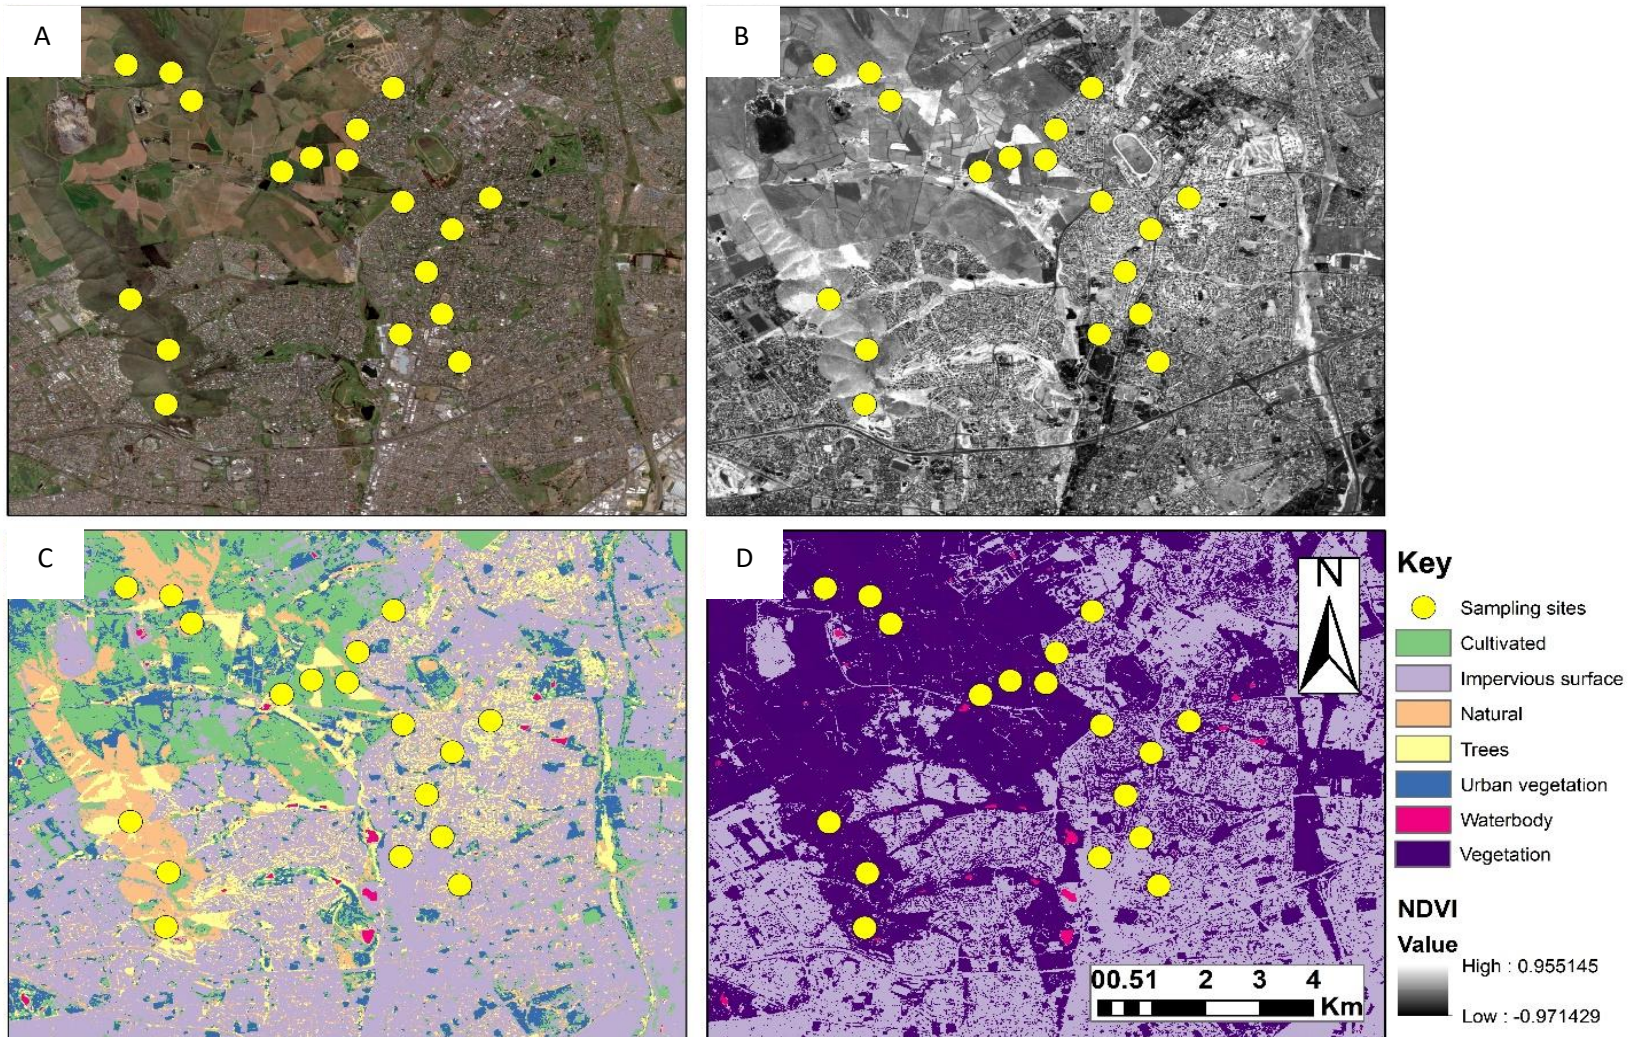 A
B
C
D
N
00.51 2 3 4
Km
Key
Sampling sites
Cultivated
Impervious surface
Natural
Trees
Urban vegetation
Waterbody
Vegetation
NDVI
Value
High : 0.955145
Low : -0.971429